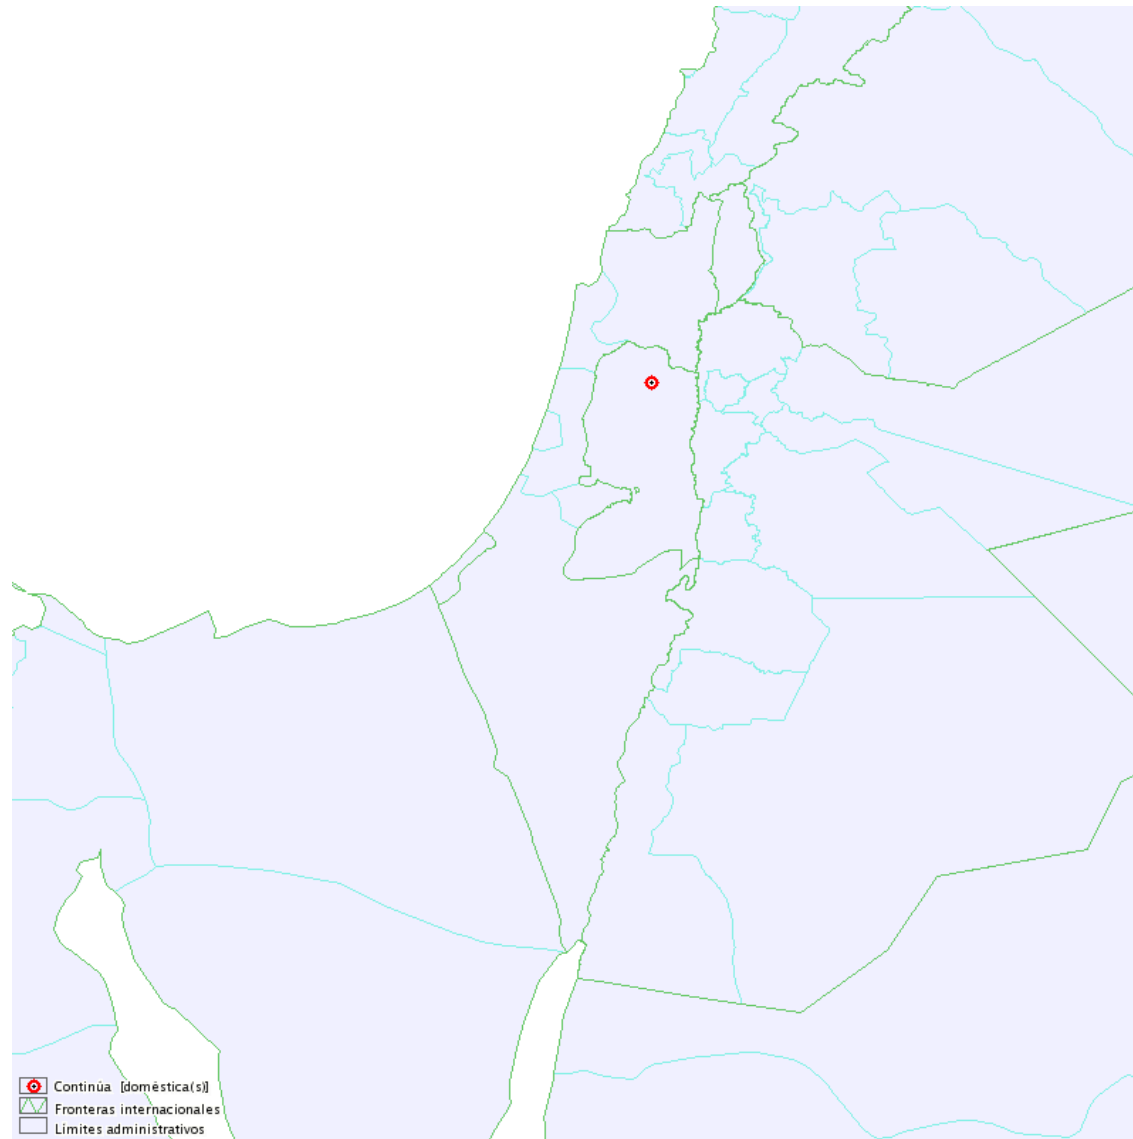 Continúa [doméstica(s)]
Fronteras internacionales
Límites administrativos